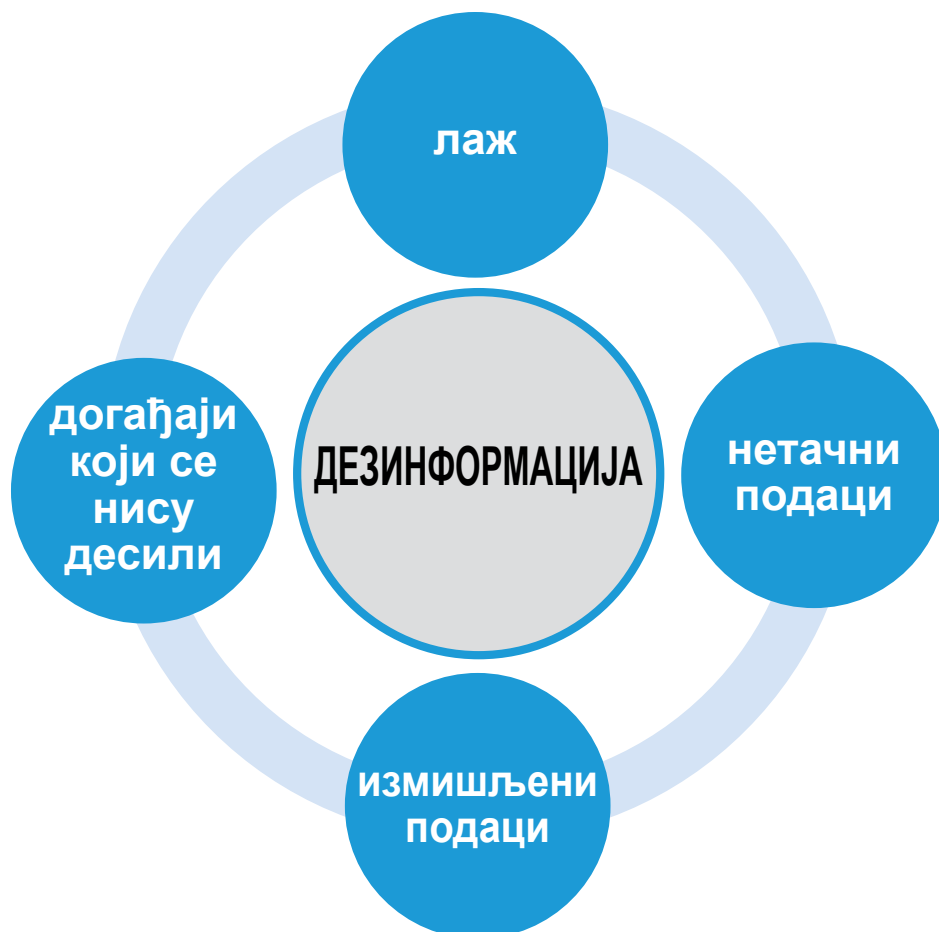 лаж
догађаји
који се
нису
десили
ДЕЗИНФОРМАЦИЈА
нетачни
подаци
измишљени
подаци